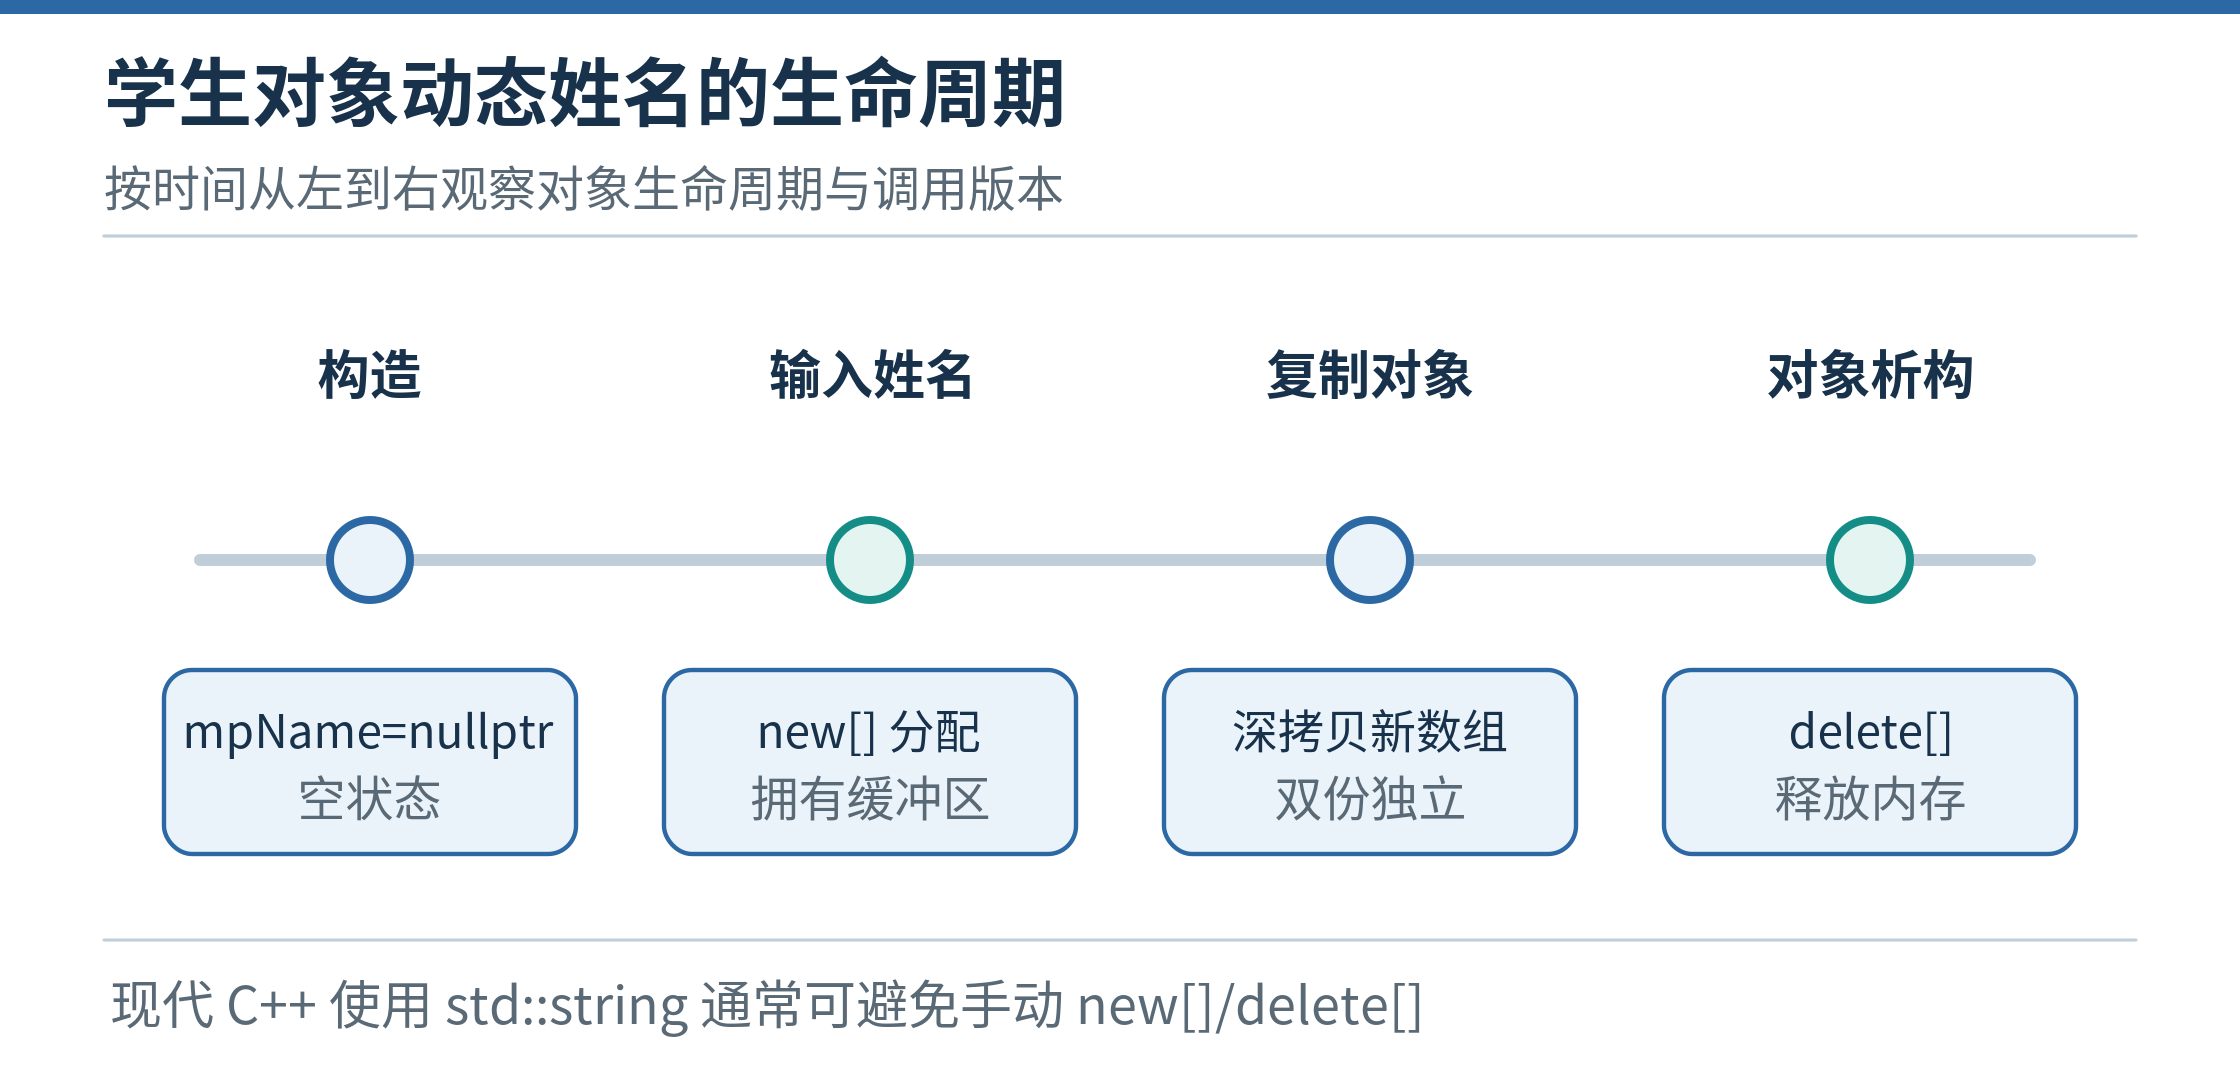 学生对象动态姓名的生命周期
按时间从左到右观察对象生命周期与调用版本
构造
输入姓名
复制对象
对象析构
mpName=nullptr
空状态
new[] 分配
拥有缓冲区
深拷贝新数组
双份独立
delete[]
释放内存
现代 C++ 使用 std::string 通常可避免手动 new[]/delete[]